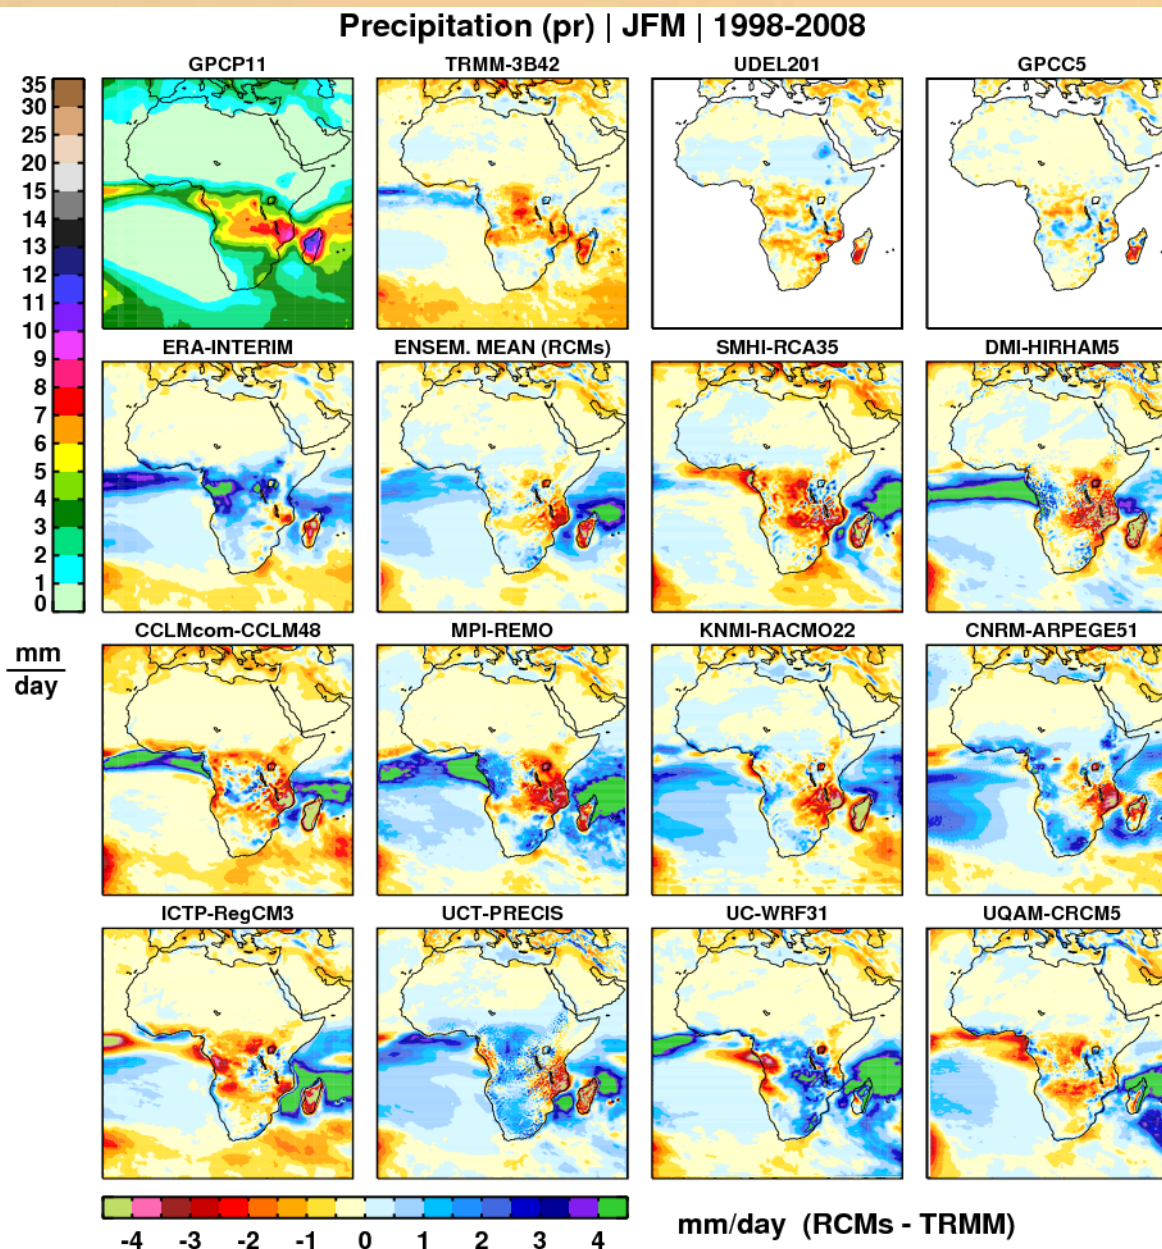 Precipitation (pr) | JFM | 1998-2008
GPCP11 TRMM-3B42 UDEL201 GPCC5
35
30
25
20
15
14
13
12
11
10
9
8
7
6
5
4
3
2
1
0
mm
day
ERA-INTERIM ENSEM. MEAN (RCMs) SMHI-RCA35 DMI-HIRHAM5
CCLMcom-CCLM48 MPI-REMO KNMI-RACMO22 CNRM-ARPEGE51
ICTP-RegCM3 UCT-PRECIS UC-WRF31 UQAM-CRCM5
-4 -3 -2 -1 0 1 2 3 4
mm/day (RCMs - TRMM)